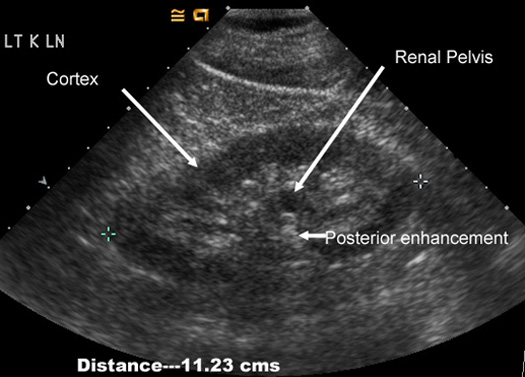 LT K LN
Renal Pelvis
Cortex
Posterior enhancement
Distance---11.23 cms